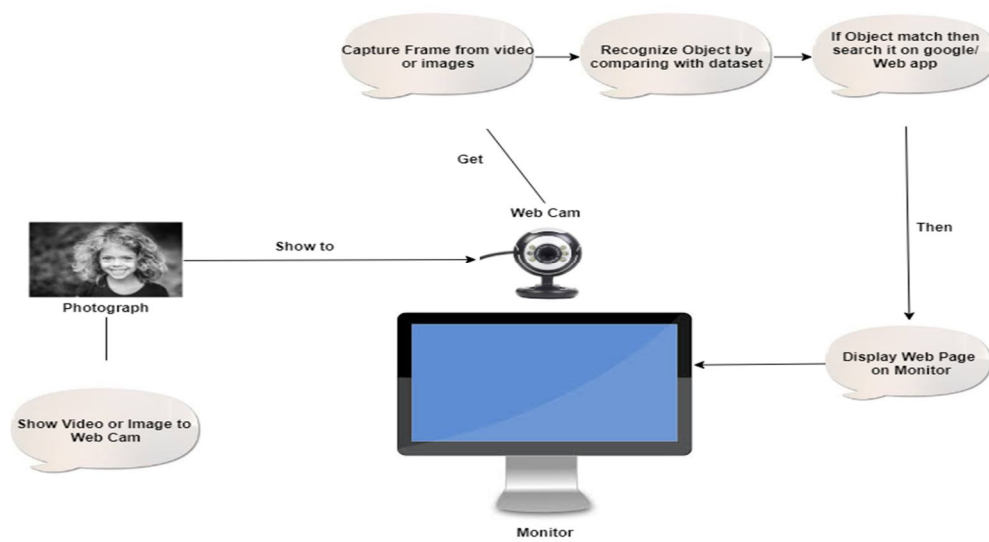 Capture Frame from video
or images
Recognize Object by
comparing with dataset
If Object match then
search it on google/
Web app
Get
Web Cam
Show to
Then
Photograph
Display Web Page
on Monitor
Show Video or Image to
Web Cam
Monitor